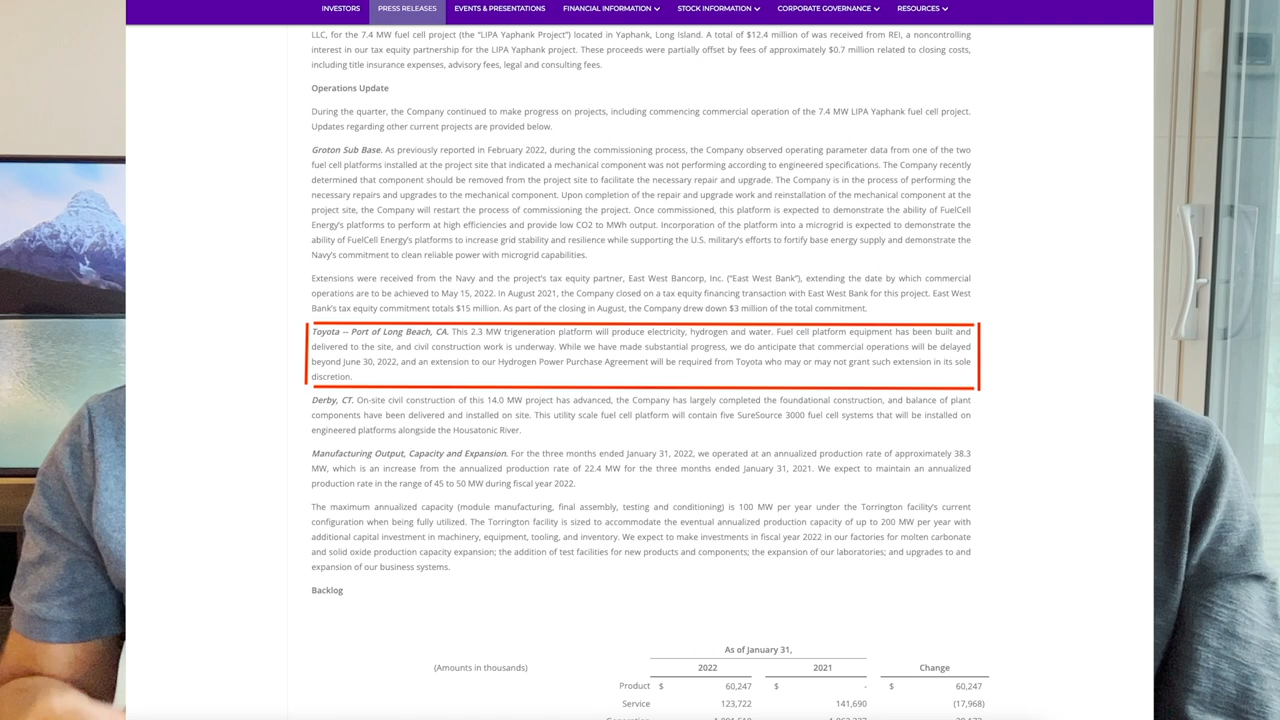 INVESTORS PRESS RELEASES EVENTS & PRESENTATIONS FINANCIAL INFORMATION STOCK INFORMATION CORPORATE GOVERNANCE RESOURCES
LLC, for the 7.4 MW fuel cell project (the “LIPA Yaphank Project”) located in Yaphank, Long Island. A total of $12.4 million of was received from REI, a noncontrolling
interest in our tax equity partnership for the LIPA Yaphank project. These proceeds were partially offset by fees of approximately $0.7 million related to closing costs,
including title insurance expenses, advisory fees, legal and consulting fees.
Operations Update
During the quarter, the Company continued to make progress on projects, including commencing commercial operation of the 7.4 MW LIPA Yaphank fuel cell project.
Updates regarding other current projects are provided below.
Groton Sub Base. As previously reported in February 2022, during the commissioning process, the Company observed operating parameter data from one of the two
fuel cell platforms installed at the project site that indicated a mechanical component was not performing according to engineered specifications. The Company recently
determined that component should be removed from the project site to facilitate the necessary repair and upgrade. The Company is in the process of performing the
necessary repairs and upgrades to the mechanical component. Upon completion of the repair and upgrade work and reinstallation of the mechanical component at the
project site, the Company will restart the process of commissioning the project. Once commissioned, this platform is expected to demonstrate the ability of FuelCell
Energy’s platforms to perform at high efficiencies and provide low CO2 to MWh output. Incorporation of the platform into a microgrid is expected to demonstrate the
ability of FuelCell Energy’s platforms to increase grid stability and resilience while supporting the U.S. military’s efforts to fortify base energy supply and demonstrate the
Navy’s commitment to clean reliable power with microgrid capabilities.
Extensions were received from the Navy and the project’s tax equity partner, East West Bancorp, Inc. (“East West Bank”), extending the date by which commercial
operations are to be achieved to May 15, 2022. In August 2021, the Company closed on a tax equity financing transaction with East West Bank for this project. East West
Bank’s tax equity commitment totals $15 million. As part of the closing in August, the Company drew down $3 million of the total commitment.
Toyota -- Port of Long Beach, CA. This 2.3 MW trigeneration platform will produce electricity, hydrogen and water. Fuel cell platform equipment has been built and
delivered to the site, and civil construction work is underway. While we have made substantial progress, we do anticipate that commercial operations will be delayed
beyond June 30, 2022, and an extension to our Hydrogen Power Purchase Agreement will be required from Toyota who may or may not grant such extension in its sole
discretion.
Derby, CT. On-site civil construction of this 14.0 MW project has advanced, the Company has largely completed the foundational construction, and balance of plant
components have been delivered and installed on site. This utility scale fuel cell platform will contain five SureSource 3000 fuel cell systems that will be installed on
engineered platforms alongside the Housatonic River.
Manufacturing Output, Capacity and Expansion. For the three months ended January 31, 2022, we operated at an annualized production rate of approximately 38.3
MW, which is an increase from the annualized production rate of 22.4 MW for the three months ended January 31, 2021. We expect to maintain an annualized
production rate in the range of 45 to 50 MW during fiscal year 2022.
The maximum annualized capacity (module manufacturing, final assembly, testing and conditioning) is 100 MW per year under the Torrington facility’s current
configuration when being fully utilized. The Torrington facility is sized to accommodate the eventual annualized production capacity of up to 200 MW per year with
additional capital investment in machinery, equipment, tooling, and inventory. We expect to make investments in fiscal year 2022 in our factories for molten carbonate
and solid oxide production capacity expansion; the addition of test facilities for new products and components; the expansion of our laboratories; and upgrades to and
expansion of our business systems.
Backlog
As of January 31,
(Amounts in thousands) 2022 2021 Change
Product $ 60,247 $ - $ 60,247
Service 123,722 141,690 (17,968)